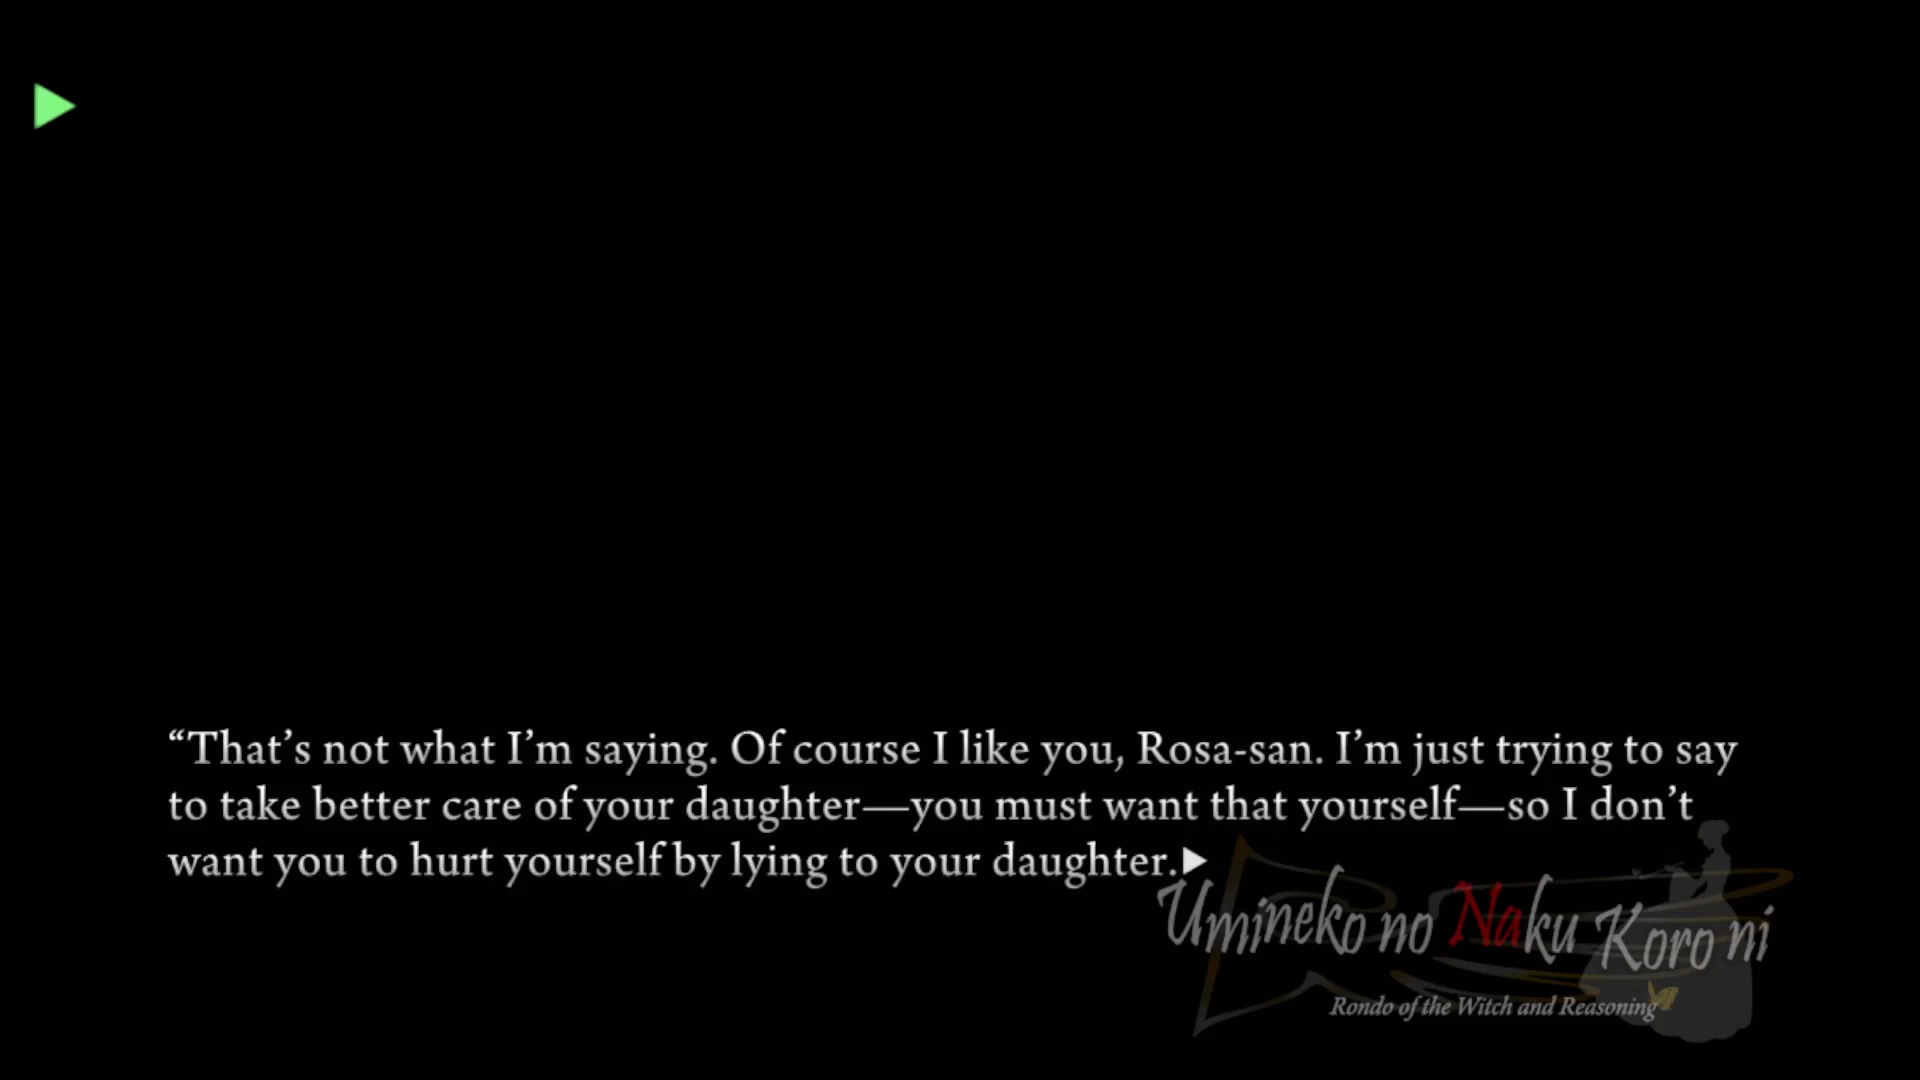 “That’s not what I’m saying. Of course I like you, Rosa-san. I’m just trying to say
to take better care of your daughter—you must want that yourself—so I don’t
want you to hurt yourself by lying to your daughter.
Umineko no Naku Koro ni
Rondo of the Witch and Reasoning